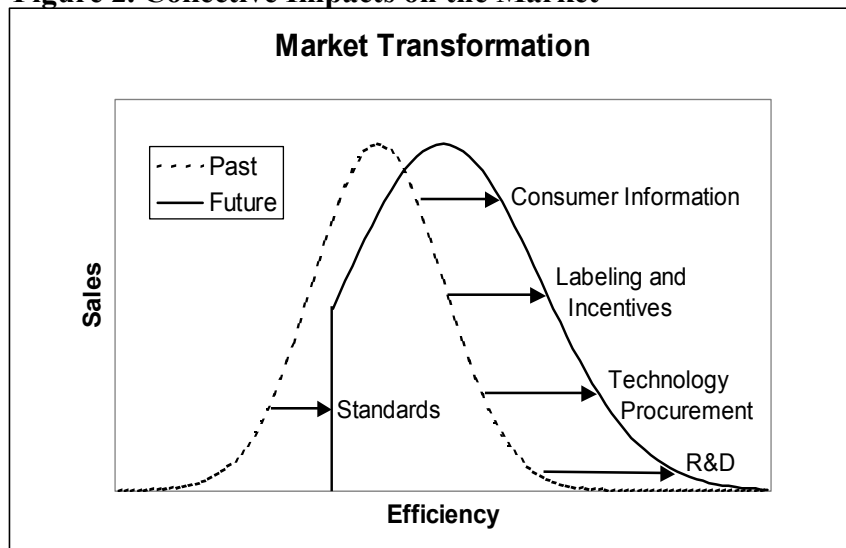 Figure 2. Collective Impacts on the Market
Market Transformation
Past
Future
Consumer Information
Labeling and
Incentives
Technology
Procurement
Standards
R&D
Sales
Efficiency